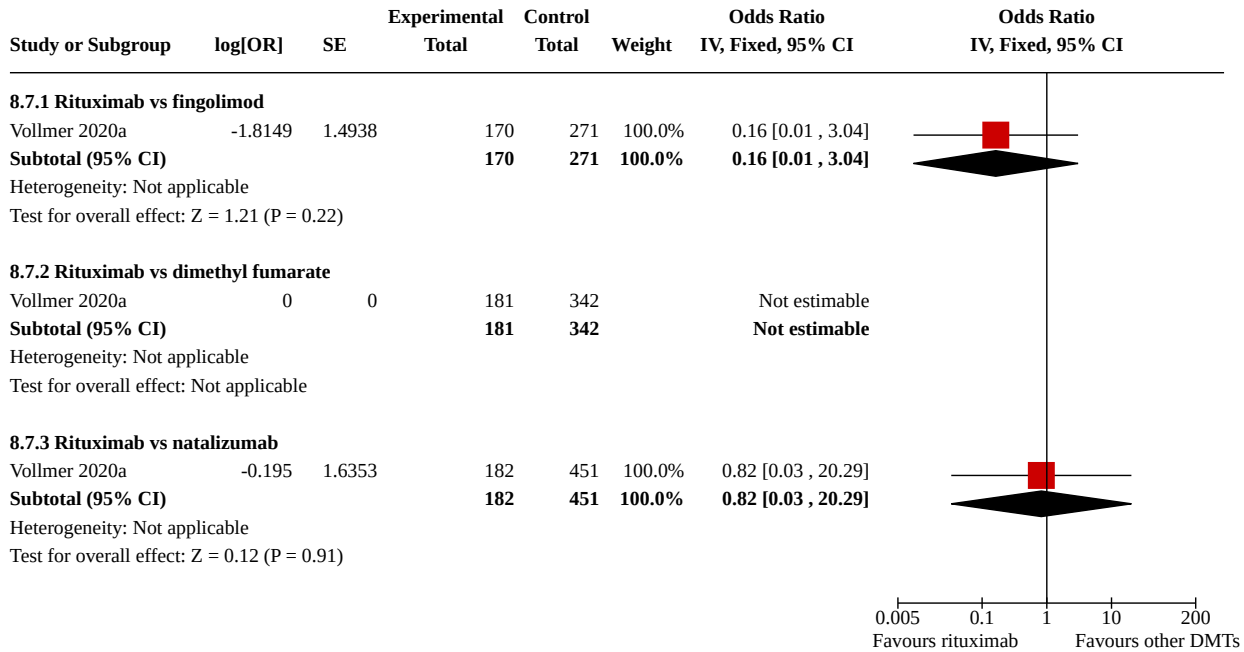 Experimental Control Odds Ratio Odds Ratio
Study or Subgroup log[OR] SE Total Total Weight IV, Fixed, 95% CI IV, Fixed, 95% CI
8.7.1 Rituximab vs fingolimod
Vollmer 2020a -1.8149 1.4938 170 271 100.0% 0.16 [0.01 , 3.04]
Subtotal (95% CI) 170 271 100.0% 0.16 [0.01 , 3.04]
Heterogeneity: Not applicable
Test for overall effect: Z = 1.21 (P = 0.22)
8.7.2 Rituximab vs dimethyl fumarate
Vollmer 2020a 0 0 181 342 Not estimable
Subtotal (95% CI) 181 342 Not estimable
Heterogeneity: Not applicable
Test for overall effect: Not applicable
8.7.3 Rituximab vs natalizumab
Vollmer 2020a -0.195 1.6353 182 451 100.0% 0.82 [0.03 , 20.29]
Subtotal (95% CI) 182 451 100.0% 0.82 [0.03 , 20.29]
Heterogeneity: Not applicable
Test for overall effect: Z = 0.12 (P = 0.91)
0.005 0.1 1 10 200
Favours rituximab Favours other DMTs